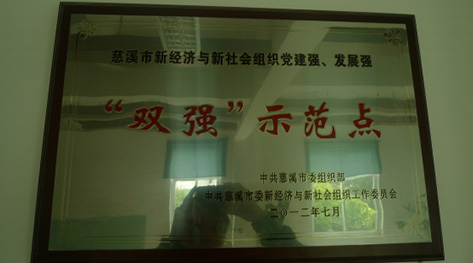 慈溪市新经济与新社会组织党建强、发展强
“双强”示范点
中共慈溪市委组织部
中共慈溪市委新经济与新社会组织工作委员会
二〇一二年七月